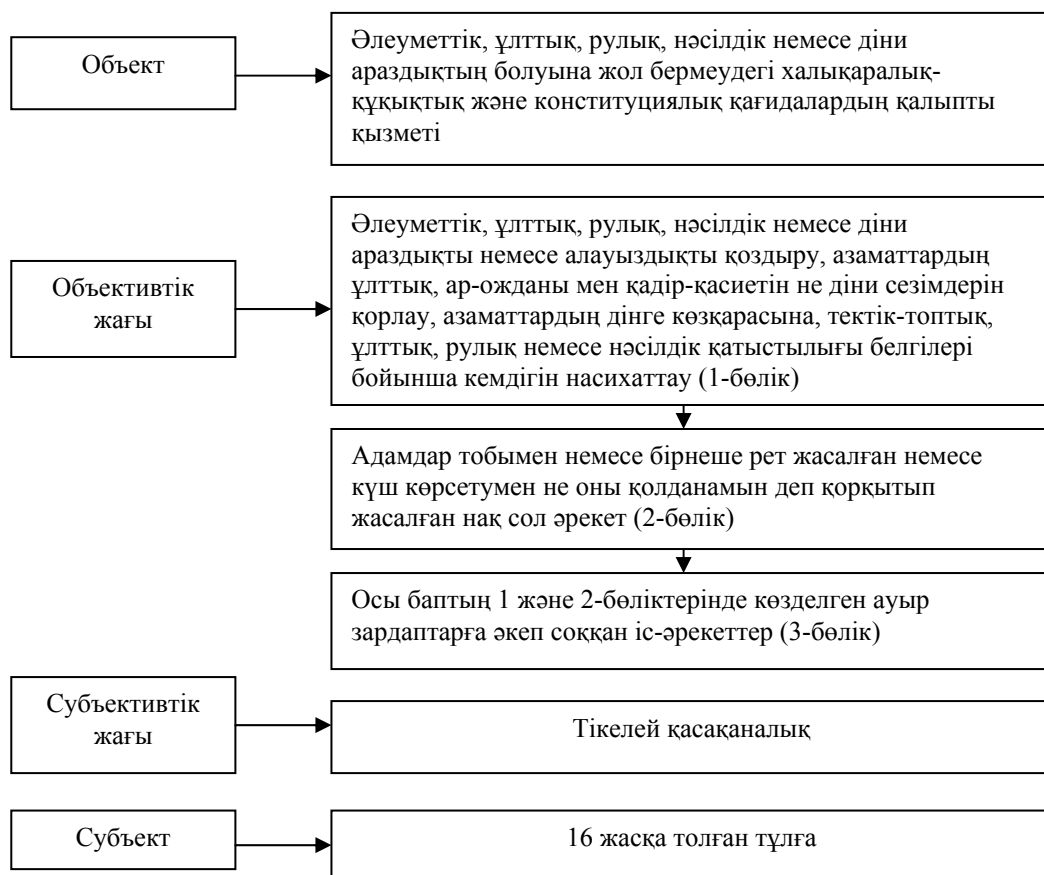 Объект
Әлеуметтік, ұлттық, рулық, нәсілдік немесе діни
араздықтың болуына жол бермеудегі халықаралық-
құқықтық және конституциялық қағидалардың қалыпты
қызметі
Объективтік
жағы
Әлеуметтік, ұлттық, рулық, нәсілдік немесе діни
араздықты немесе алауыздықты қоздыру, азаматтардың
ұлттық, ар-ожданы мен қадір-қасиетін не діни сезімдерін
қорлау, азаматтардың дінге көзқарасына, тектік-топтық,
ұлттық, рулық немесе нәсілдік қатыстылығы белгілері
бойынша кемдігін насихаттау (1-бөлік)
Адамдар тобымен немесе бірнеше рет жасалған немесе
күш көрсетумен не оны қолданамын деп қорқытып
жасалған нақ сол әрекет (2-бөлік)
Осы баптың 1 және 2-бөліктерінде көзделген ауыр
зардаптарға әкеп соққан іс-әрекеттер (3-бөлік)
Субъективтік
жағы
Тікелей қасақаналық
Субъект
16 жасқа толған тұлға